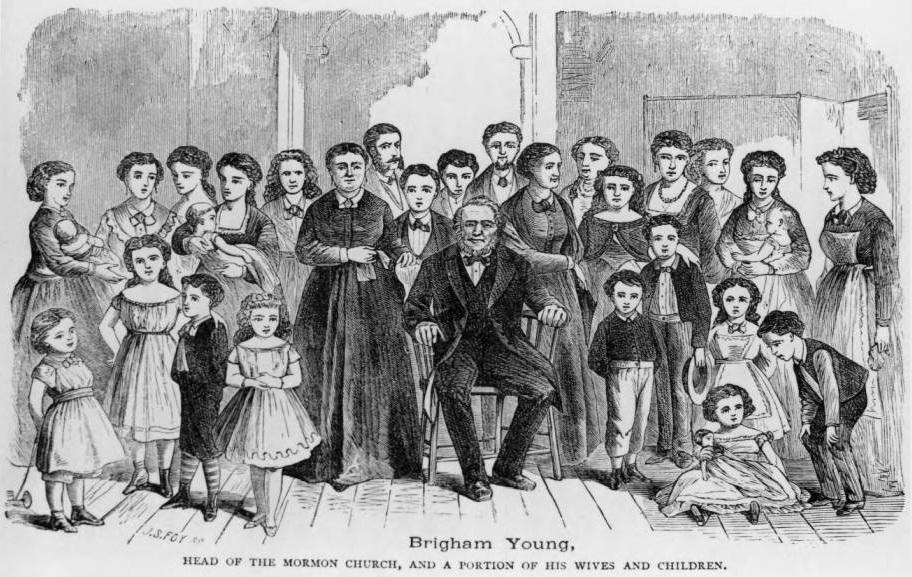 J.S. FOY SC
Brigham Young,
HEAD OF THE MORMON CHURCH, AND A PORTION OF HIS WIVES AND CHILDREN.